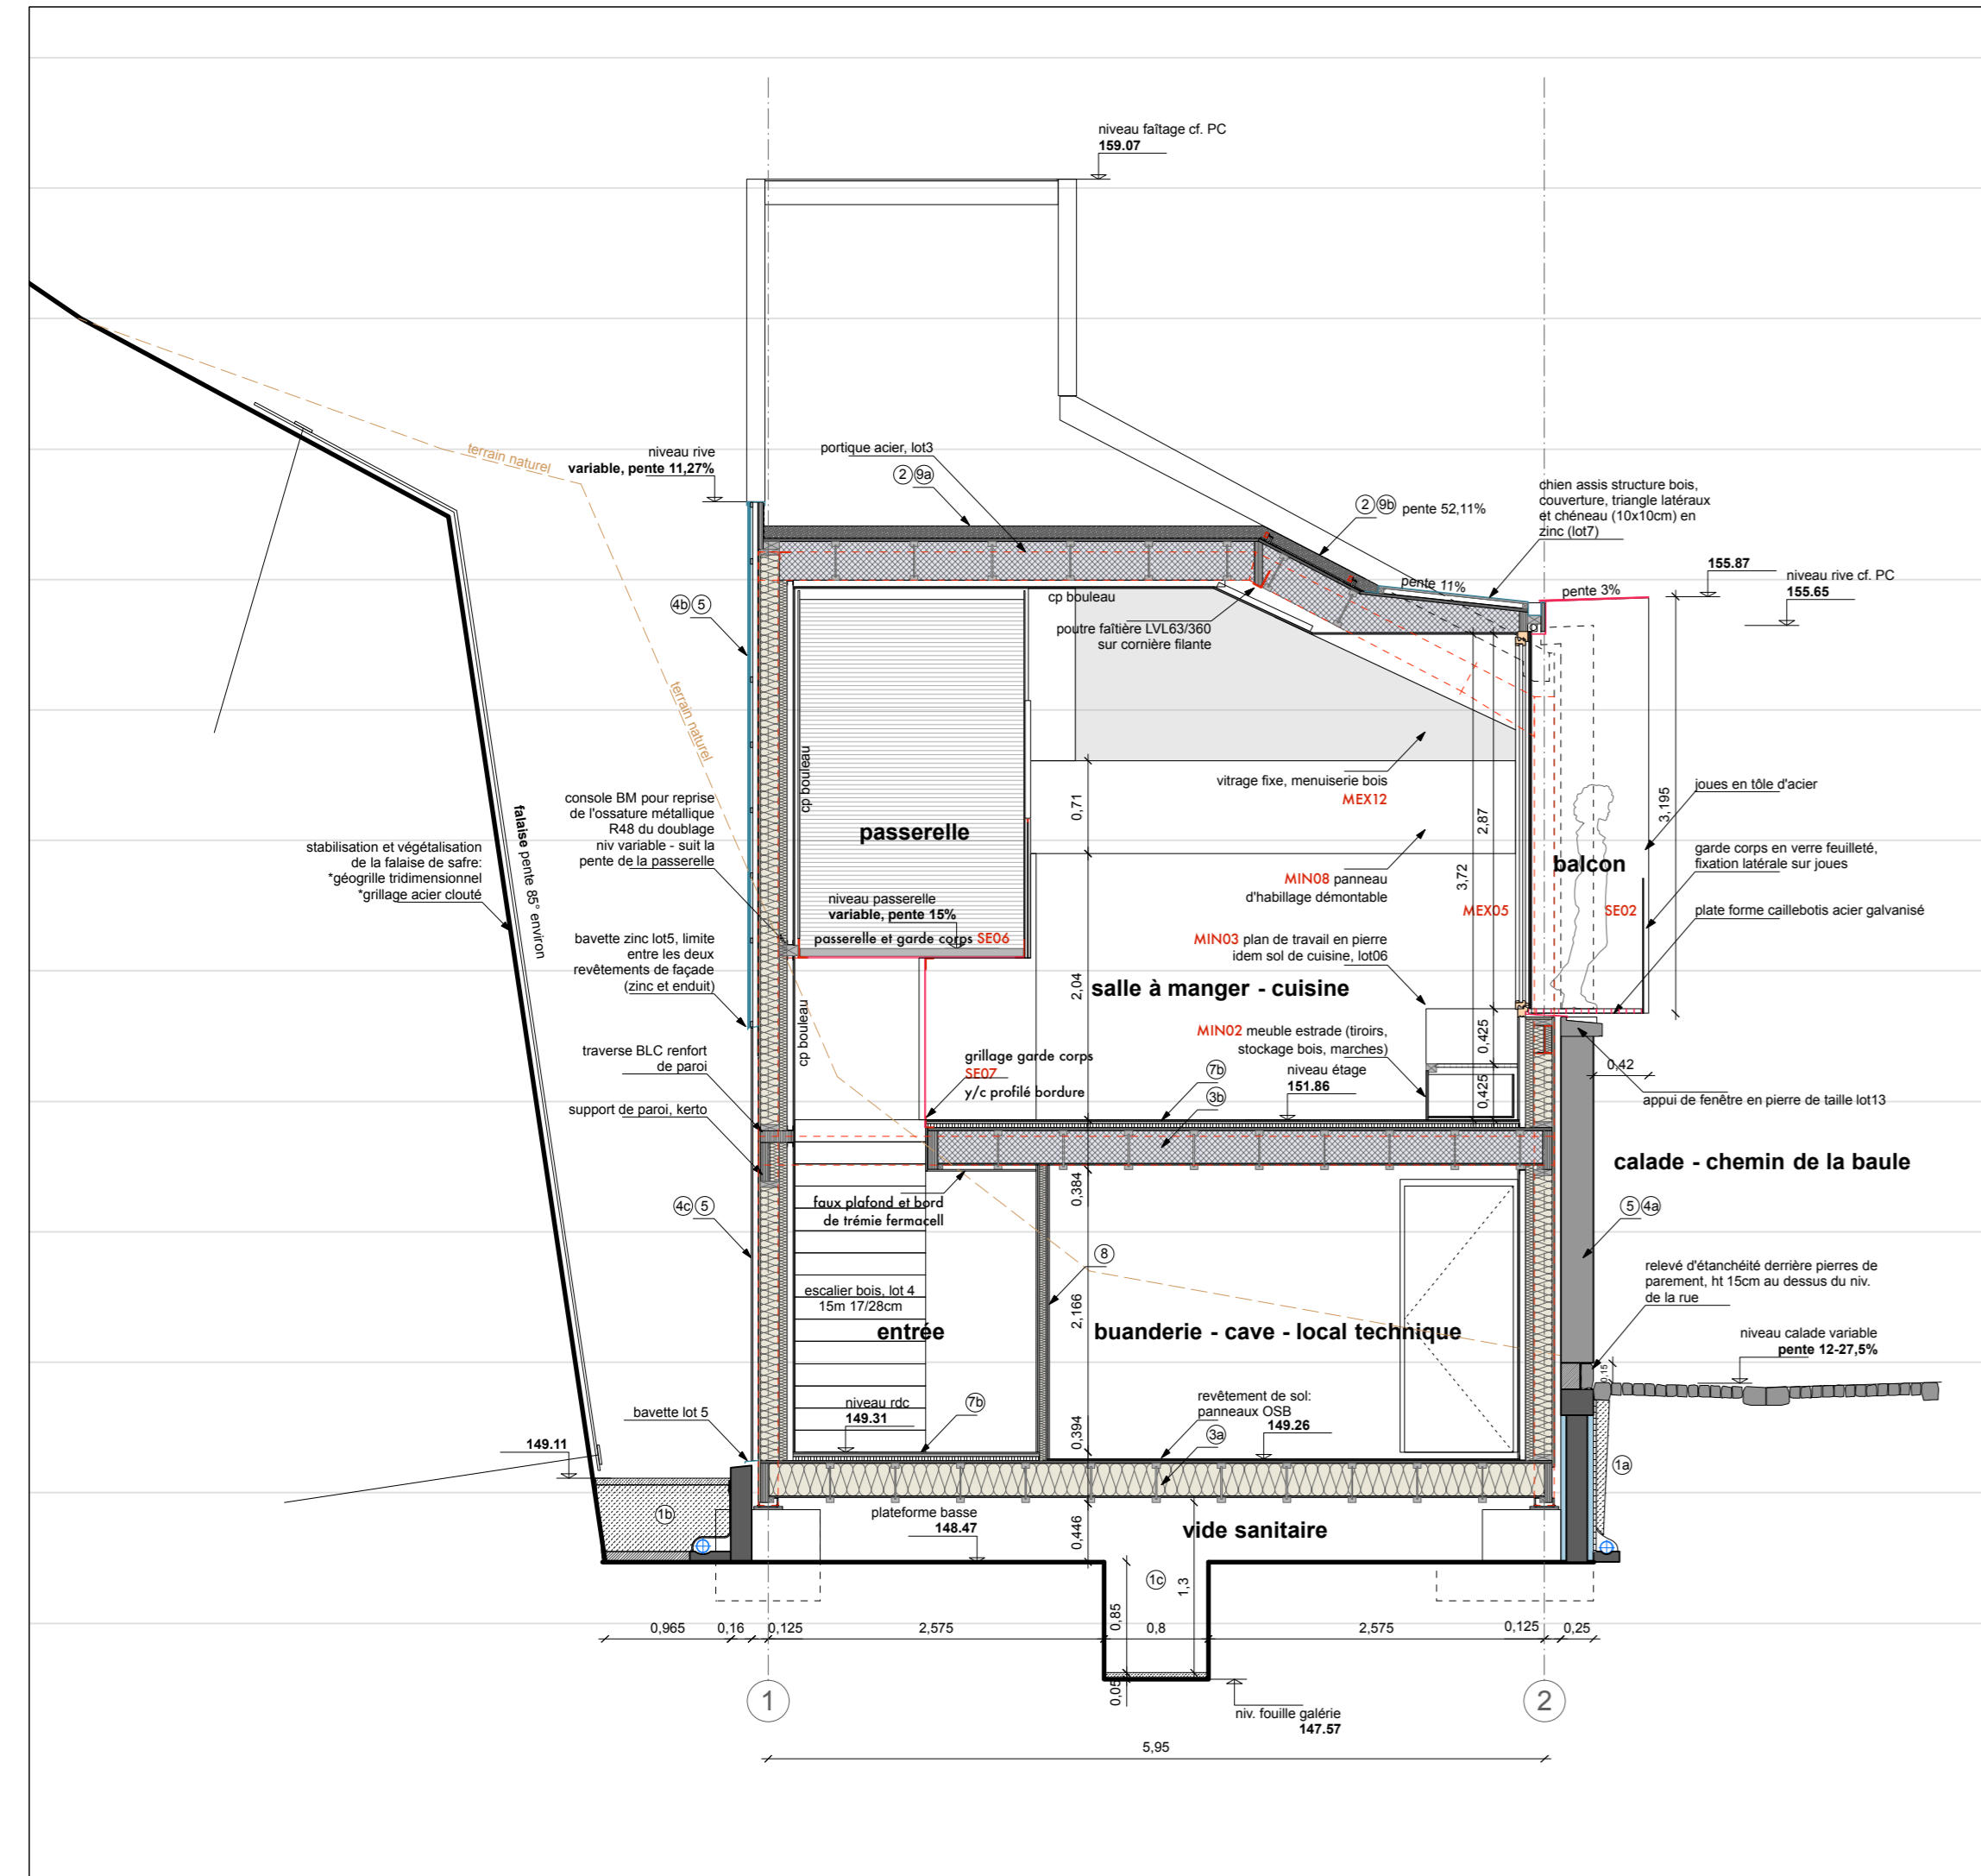 niveau faîtage cf. PC
159.07
niveau rive
variable, pente 11,27%
portique acier, lot3
2 9a
terrain naturel
2 9b pente 52,11%
chien assis structure bois,
couverture, triangle latéraux
et chéneau (10x10cm) en
zinc (lot7)
pente 11%
pente 3%
155.87
niveau rive cf. PC
155.65
4b 5
cp bouleau
poutre faîtière LVL63/360
sur cornière filante
terrain naturel
cp bouleau
vitrage fixe, menuiserie bois
MEX12
0,71
2,87
3,72
3,195
joues en tôle d'acier
console BM pour reprise
de l'ossature métallique
R48 du doublage
niv variable - suit la
pente de la passerelle
passerelle
balcon
garde corps en verre feuilleté,
fixation latérale sur joues
falaise pente 85° environ
stabilisation et végétalisation
de la falaise de safre:
*géogrille tridimensionnel
*grillage acier clouté
MIN08 panneau
d'habillage démontable
MEX05
SE02
plate forme caillebotis acier galvanisé
niveau passerelle
variable, pente 15%
passerelle et garde corps SE06
bavette zinc lot5, limite
entre les deux
revêtements de façade
(zinc et enduit)
MIN03 plan de travail en pierre
idem sol de cuisine, lot06
2,04
salle à manger - cuisine
cp bouleau
MIN02 meuble estrade (tiroirs,
stockage bois, marches)
0,425
0,425
0,42
traverse BLC renfort
de paroi
grillage garde corps
SE07
y/c profilé bordure
7b
niveau étage
151.86
3b
support de paroi, kerto
appui de fenêtre en pierre de taille lot13
calade - chemin de la baule
0,384
4c 5
faux plafond et bord
de trémie fermacell
5 4a
8
relevé d'étanchéité derrière pierres de
parement, ht 15cm au dessus du niv.
de la rue
escalier bois, lot 4
15m 17/28cm
2,166
entrée
buanderie - cave - local technique
niveau calade variable
pente 12-27,5%
0,15
niveau rdc
149.31
7b
revêtement de sol:
panneaux OSB
149.26
bavette lot 5
0,394
3a
149.11
1a
1b
plateforme basse
148.47
0,446
vide sanitaire
1c
1,3
0,85
0,965
0,16
0,125
2,575
0,8
2,575
0,125
0,25
0,05
1
2
niv. fouille galérie
147.57
5,95